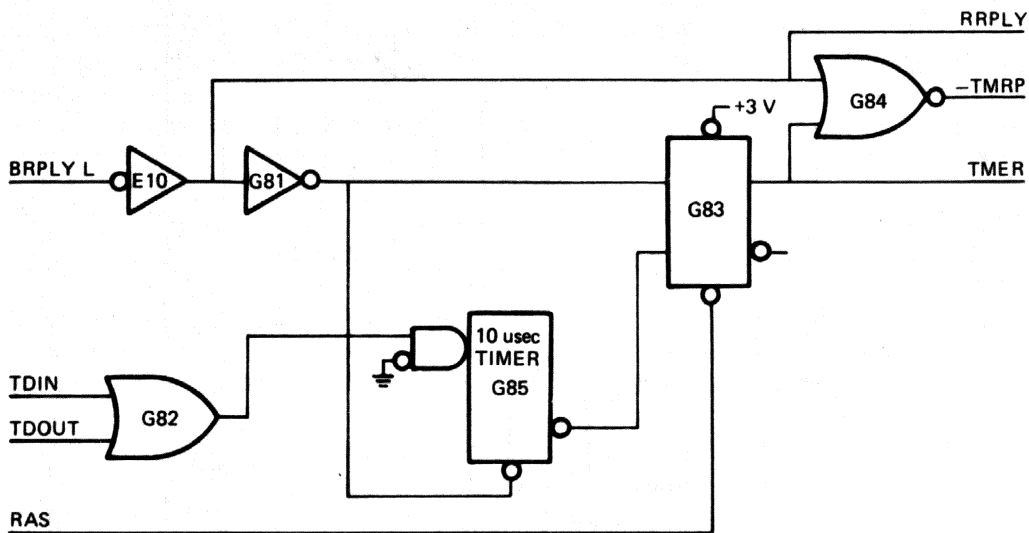 RRPLY
G84
-TMRP
+3 V
BRPLY L
E10
G81
G83
TMER
10 usec
TIMER
G85
TDIN
G82
TDOUT
RAS